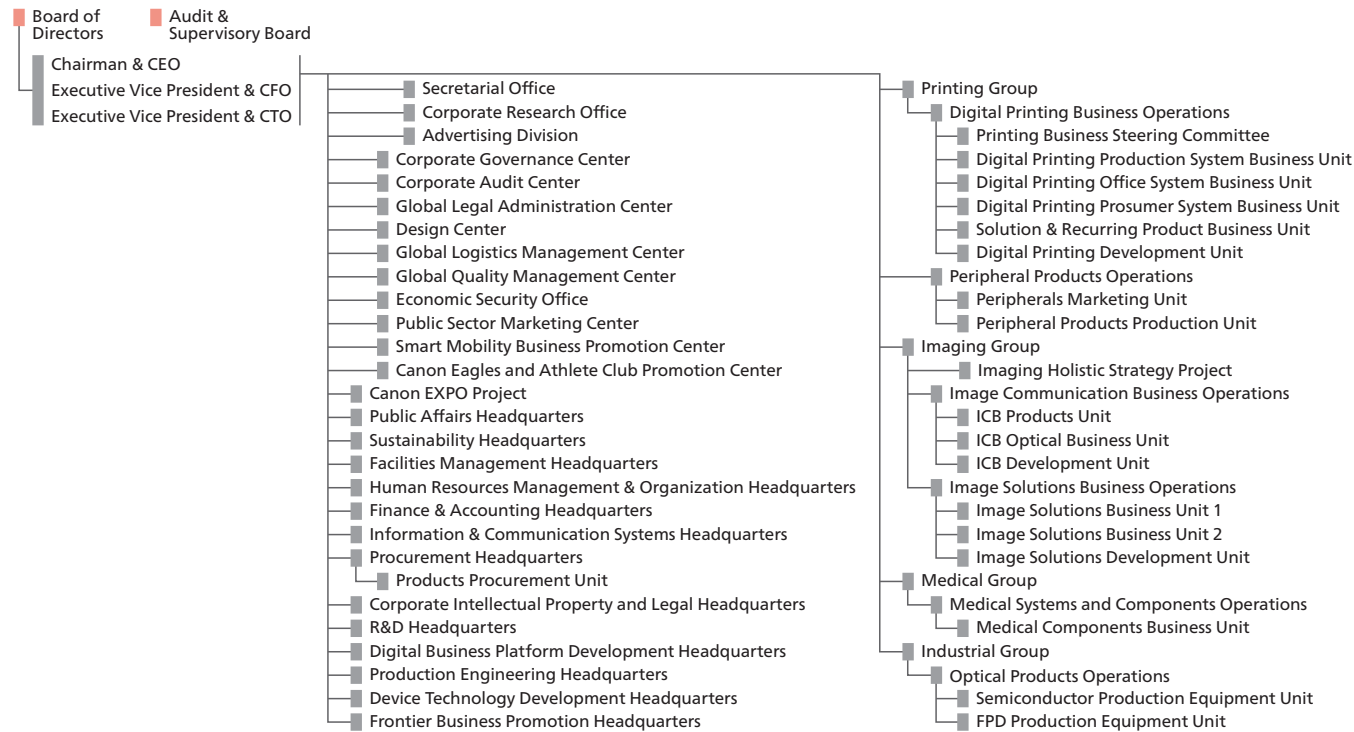 Board of
Directors
Audit &
Supervisory Board
Chairman & CEO
Executive Vice President & CFO
Executive Vice President & CTO
Secretarial Office
Corporate Research Office
Advertising Division
Corporate Governance Center
Corporate Audit Center
Global Legal Administration Center
Design Center
Global Logistics Management Center
Global Quality Management Center
Economic Security Office
Public Sector Marketing Center
Smart Mobility Business Promotion Center
Canon Eagles and Athlete Club Promotion Center
Canon EXPO Project
Public Affairs Headquarters
Sustainability Headquarters
Facilities Management Headquarters
Human Resources Management & Organization Headquarters
Finance & Accounting Headquarters
Information & Communication Systems Headquarters
Procurement Headquarters
Products Procurement Unit
Corporate Intellectual Property and Legal Headquarters
R&D Headquarters
Digital Business Platform Development Headquarters
Production Engineering Headquarters
Device Technology Development Headquarters
Frontier Business Promotion Headquarters
Printing Group
Digital Printing Business Operations
Printing Business Steering Committee
Digital Printing Production System Business Unit
Digital Printing Office System Business Unit
Digital Printing Prosumer System Business Unit
Solution & Recurring Product Business Unit
Digital Printing Development Unit
Peripheral Products Operations
Peripherals Marketing Unit
Peripheral Products Production Unit
Imaging Group
Imaging Holistic Strategy Project
Image Communication Business Operations
ICB Products Unit
ICB Optical Business Unit
ICB Development Unit
Image Solutions Business Operations
Image Solutions Business Unit 1
Image Solutions Business Unit 2
Image Solutions Development Unit
Medical Group
Medical Systems and Components Operations
Medical Components Business Unit
Industrial Group
Optical Products Operations
Semiconductor Production Equipment Unit
FPD Production Equipment Unit